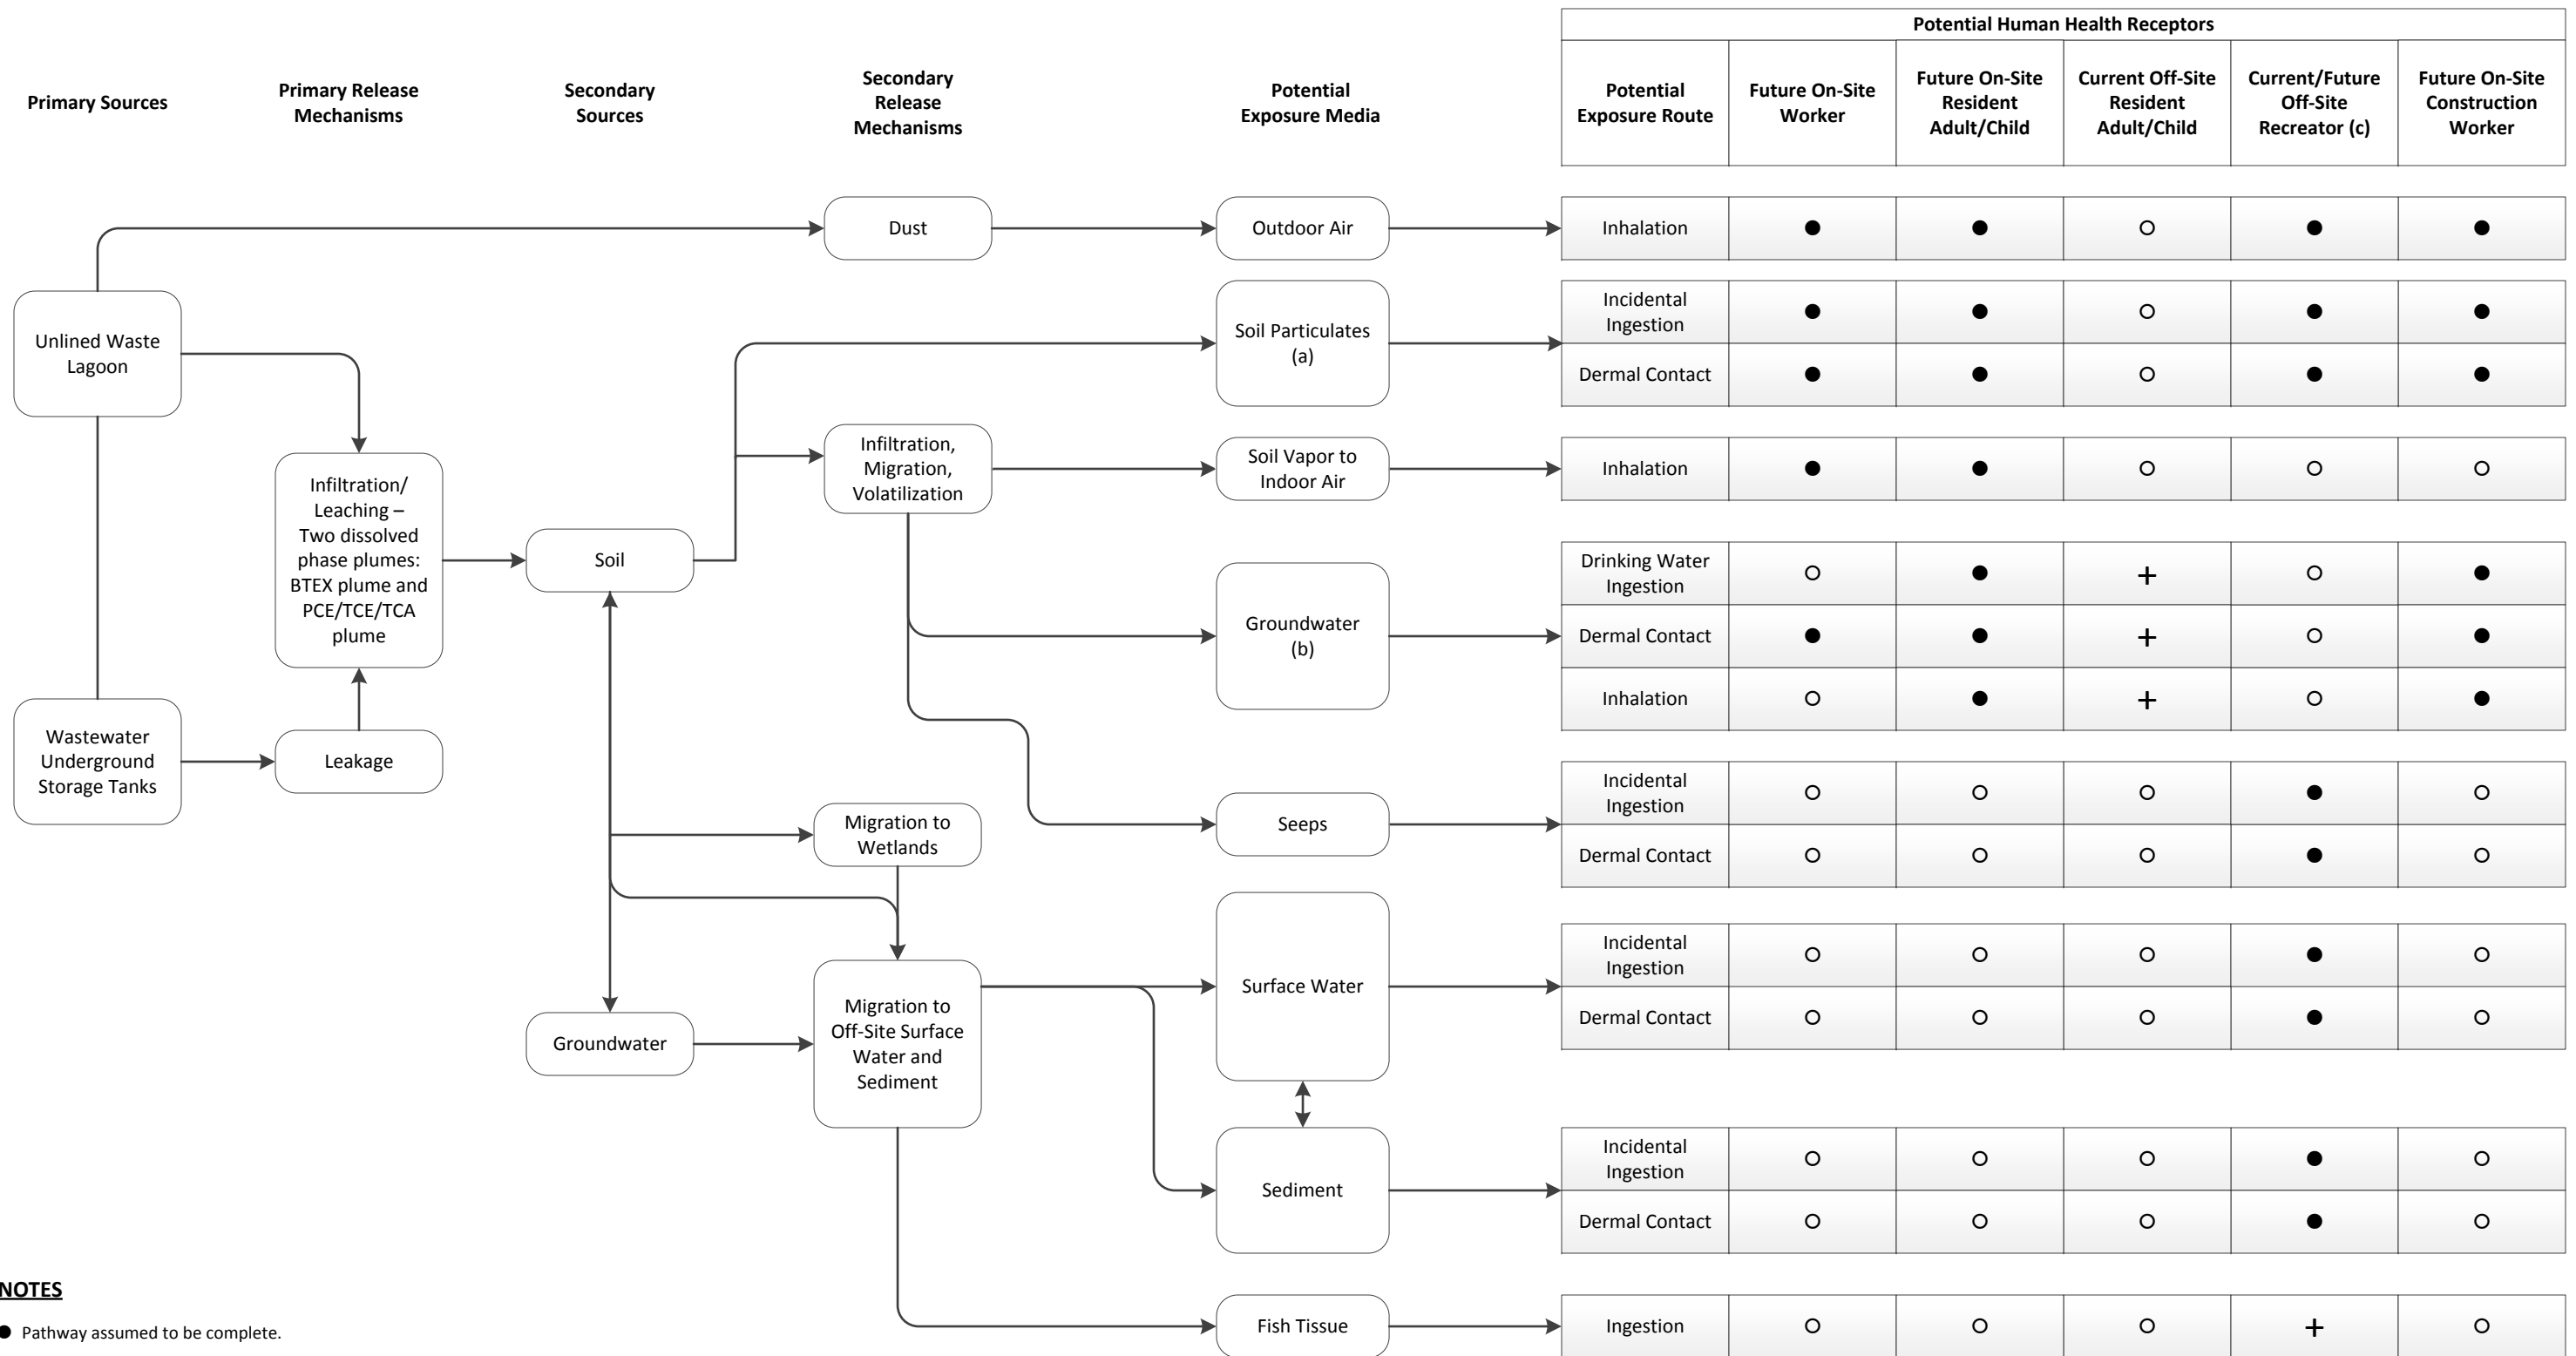 Potential Human Health Receptors
Primary Sources
Primary Release
Mechanisms
Secondary
Sources
Secondary
Release
Mechanisms
Potential
Exposure Media
Potential
Exposure Route
Future On-Site
Worker
Future On-Site
Resident
Adult/Child
Current Off-Site
Resident
Adult/Child
Current/Future
Off-Site
Recreator (c)
Future On-Site
Construction
Worker
Dust
Outdoor Air
Inhalation
● ● ○ ● ●
Unlined Waste
Lagoon
Soil Particulates
(a)
Incidental
Ingestion
● ● ○ ● ●
Dermal Contact
● ● ○ ● ●
Infiltration,
Migration,
Volatilization
Soil Vapor to
Indoor Air
Inhalation
● ● ○ ○ ○
Infiltration/
Leaching –
Two dissolved
phase plumes:
BTEX plume and
PCE/TCE/TCA
plume
Soil
Groundwater
(b)
Drinking Water
Ingestion
○ ● + ○ ●
Dermal Contact
● ● + ○ ●
Inhalation
○ ● + ○ ●
Wastewater
Underground
Storage Tanks
Leakage
Migration to
Wetlands
Seeps
Incidental
Ingestion
○ ○ ○ ● ○
Dermal Contact
○ ○ ○ ● ○
Groundwater
Migration to
Off-Site Surface
Water and
Sediment
Surface Water
Incidental
Ingestion
○ ○ ○ ● ○
Dermal Contact
○ ○ ○ ● ○
Sediment
Incidental
Ingestion
○ ○ ○ ● ○
Dermal Contact
○ ○ ○ ● ○
Fish Tissue
Ingestion
○ ○ ○ + ○
NOTES
● Pathway assumed to be complete.